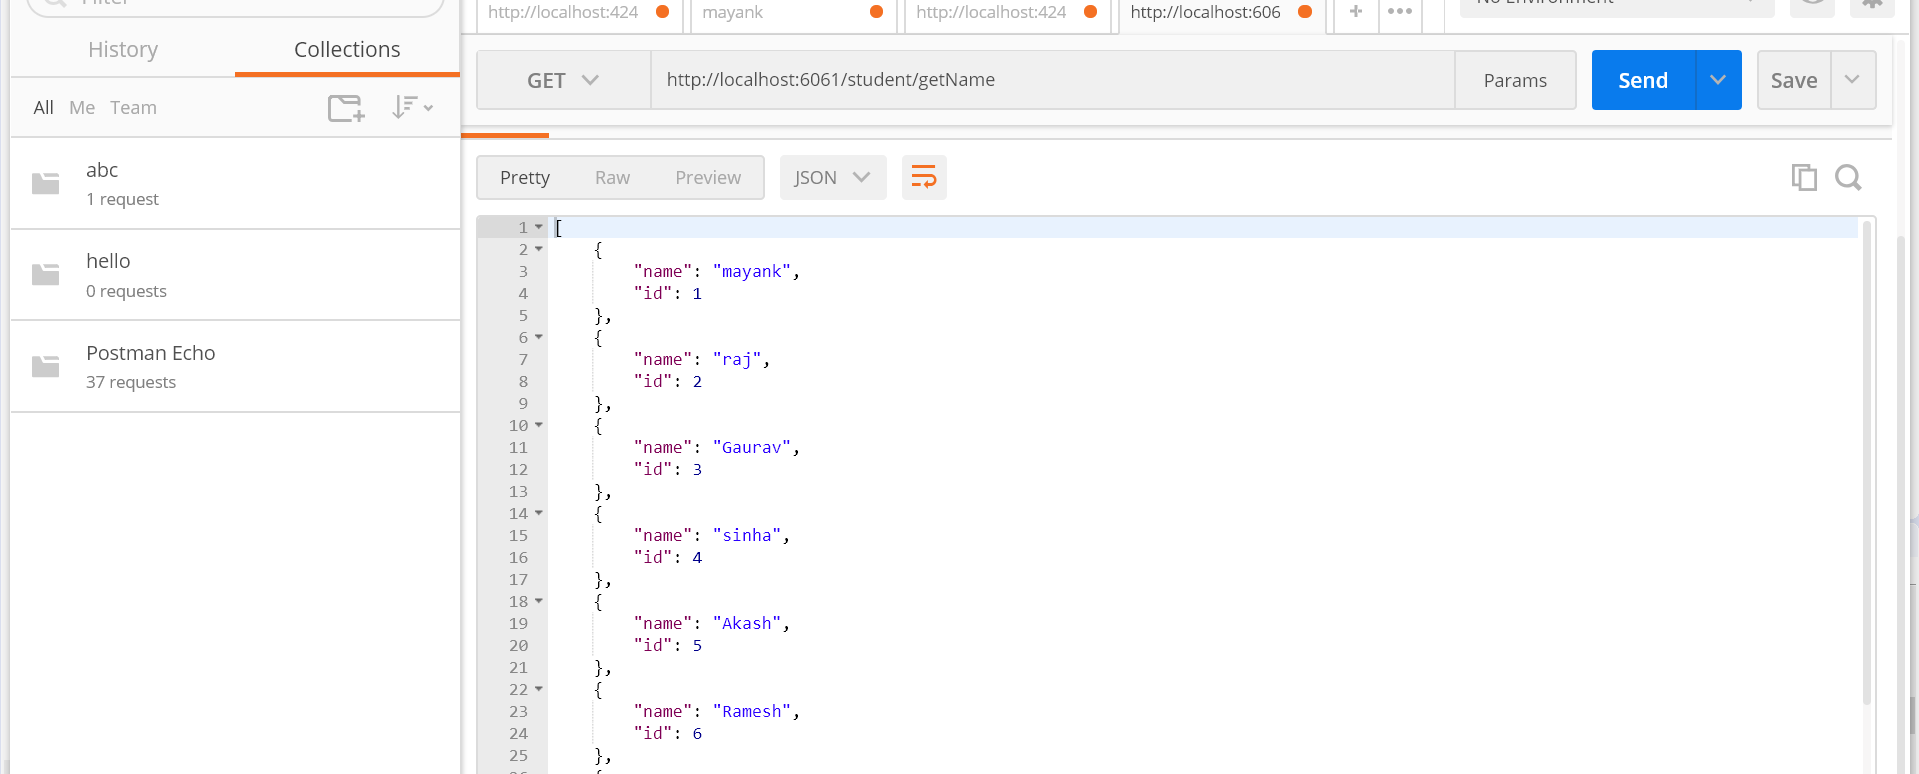 Filter
http://localhost:424 mayank http://localhost:424 http://localhost:606 + ••• No Environment
History Collections
GET http://localhost:6061/student/getName Params Send Save
All Me Team
abc
1 request
hello
0 requests
Postman Echo
37 requests
Pretty Raw Preview JSON
1 [
2 {
3 "name": "mayank",
4 "id": 1
5 },
6 {
7 "name": "raj",
8 "id": 2
9 },
10 {
11 "name": "Gaurav",
12 "id": 3
13 },
14 {
15 "name": "sinha",
16 "id": 4
17 },
18 {
19 "name": "Akash",
20 "id": 5
21 },
22 {
23 "name": "Ramesh",
24 "id": 6
25 },